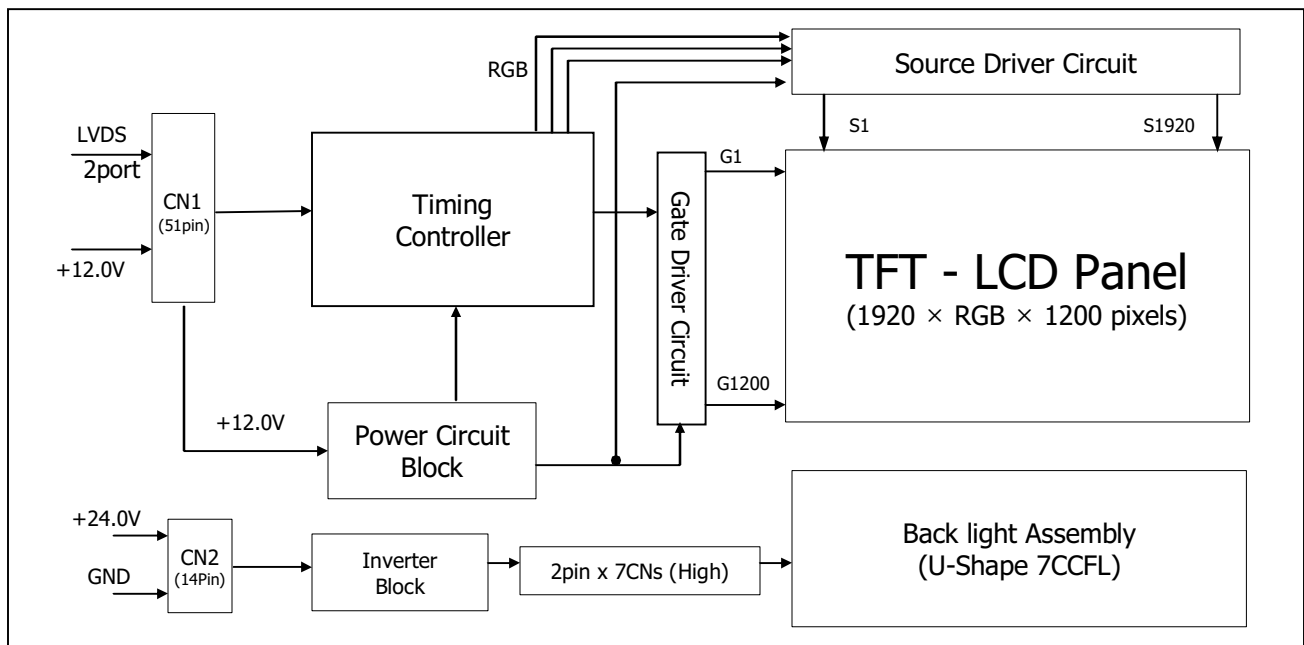 RGB
Source Driver Circuit
S1
S1920
LVDS
2port
CN1
(51pin)
+12.0V
Timing
Controller
Gate Driver Circuit
G1
G1200
TFT - LCD Panel
(1920 × RGB × 1200 pixels)
+12.0V
Power Circuit
Block
+24.0V
GND
CN2
(14Pin)
Inverter
Block
2pin x 7CNs (High)
Back light Assembly
(U-Shape 7CCFL)